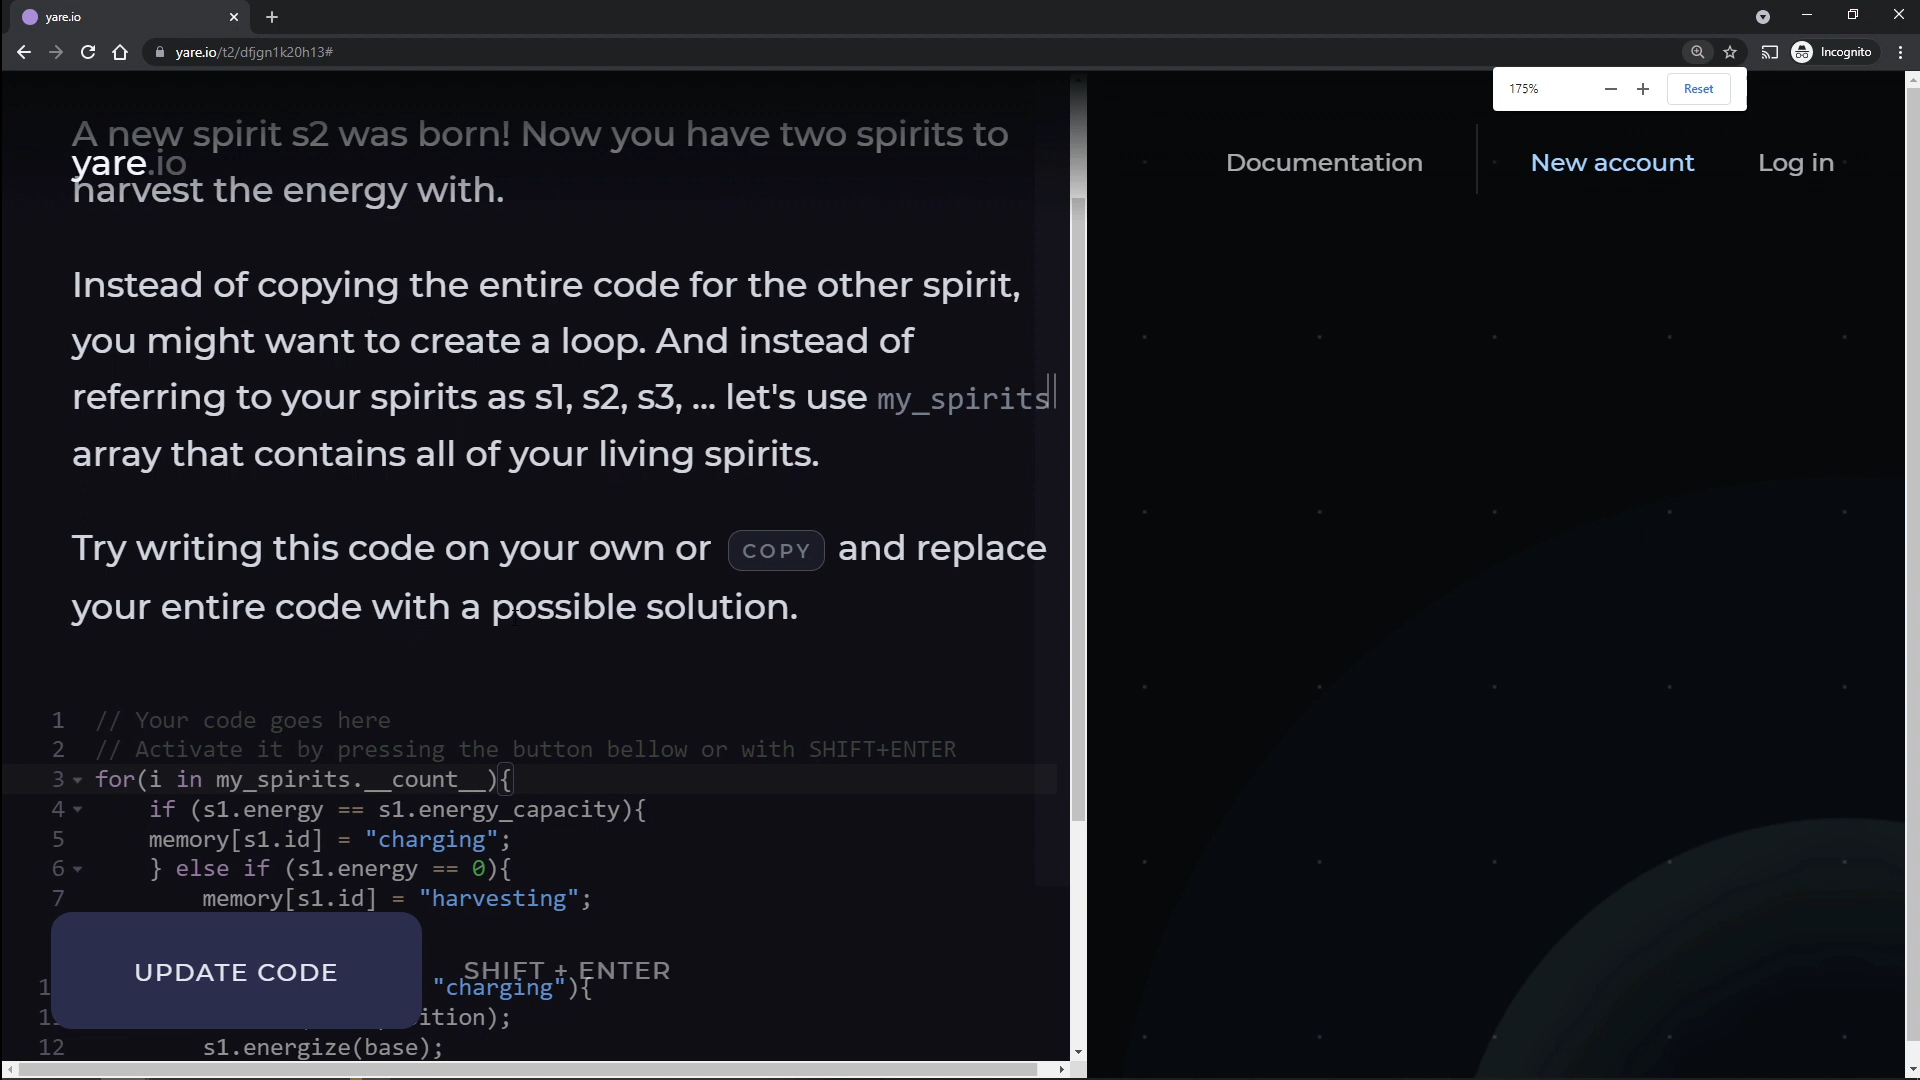 yare.io
yare.io/t2/dfjgn1k20h13#
Incognito
175%
Reset
A new spirit s2 was born! Now you have two spirits to
yare.io
harvest the energy with.
Documentation
New account
Log in
Instead of copying the entire code for the other spirit,
you might want to create a loop. And instead of
referring to your spirits as s1, s2, s3, ... let's use my_spirits
array that contains all of your living spirits.
Try writing this code on your own or COPY and replace
your entire code with a possible solution.
1 // Your code goes here
2 // Activate it by pressing the button bellow or with SHIFT+ENTER
3 for(i in my_spirits.__count__){
4 if (s1.energy == s1.energy_capacity){
5 memory[s1.id] = "charging";
6 } else if (s1.energy == 0){
7 memory[s1.id] = "harvesting";
UPDATE CODE
SHIFT + ENTER
"charging"){
ition);
12 s1.energize(base);